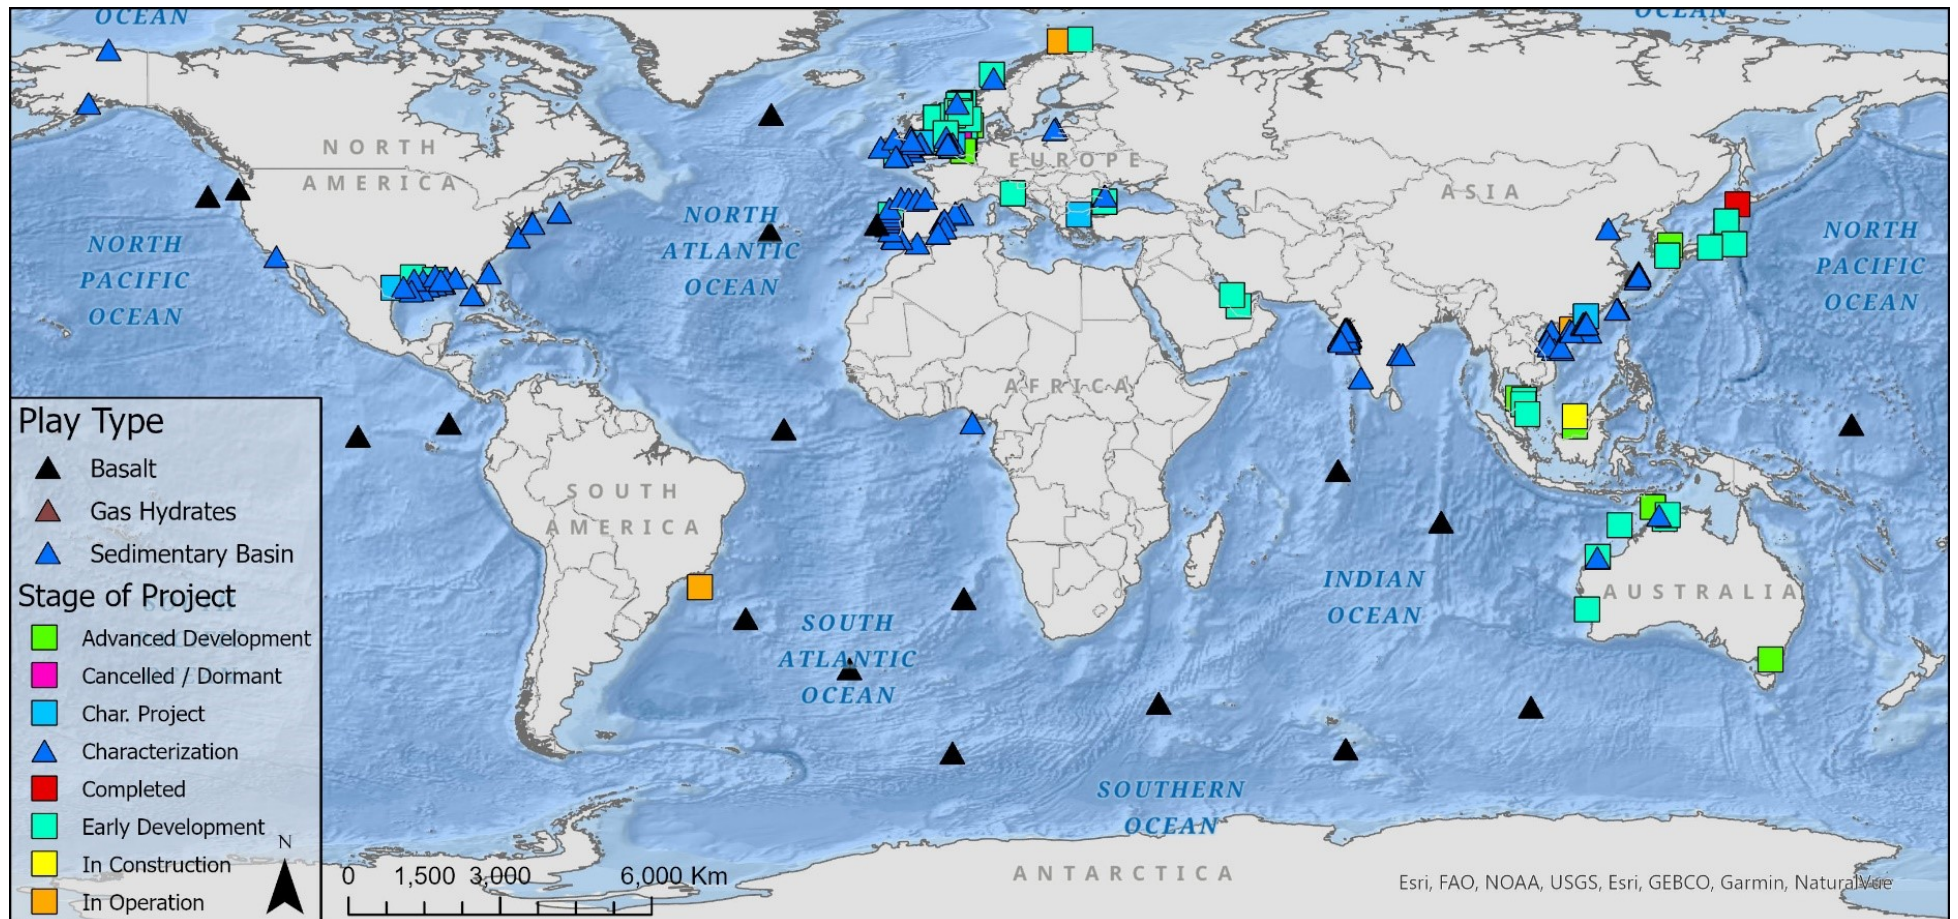 OCEAN
OCEAN
NORTH
AMERICA
EUROPE
ASIA
NORTH
PACIFIC
OCEAN
NORTH
ATLANTIC
OCEAN
NORTH
PACIFIC
OCEAN
AFRICA
SOUTH
AMERICA
INDIAN
OCEAN
AUSTRALIA
SOUTH
ATLANTIC
OCEAN
SOUTHERN
OCEAN
ANTARCTICA
Play Type
Basalt
Gas Hydrates
Sedimentary Basin
Stage of Project
Advanced Development
Cancelled / Dormant
Char. Project
Characterization
Completed
Early Development
In Construction
In Operation
N
0 1,500 3,000 6,000 Km
Esri, FAO, NOAA, USGS, Esri, GEBCO, Garmin, NaturalVue